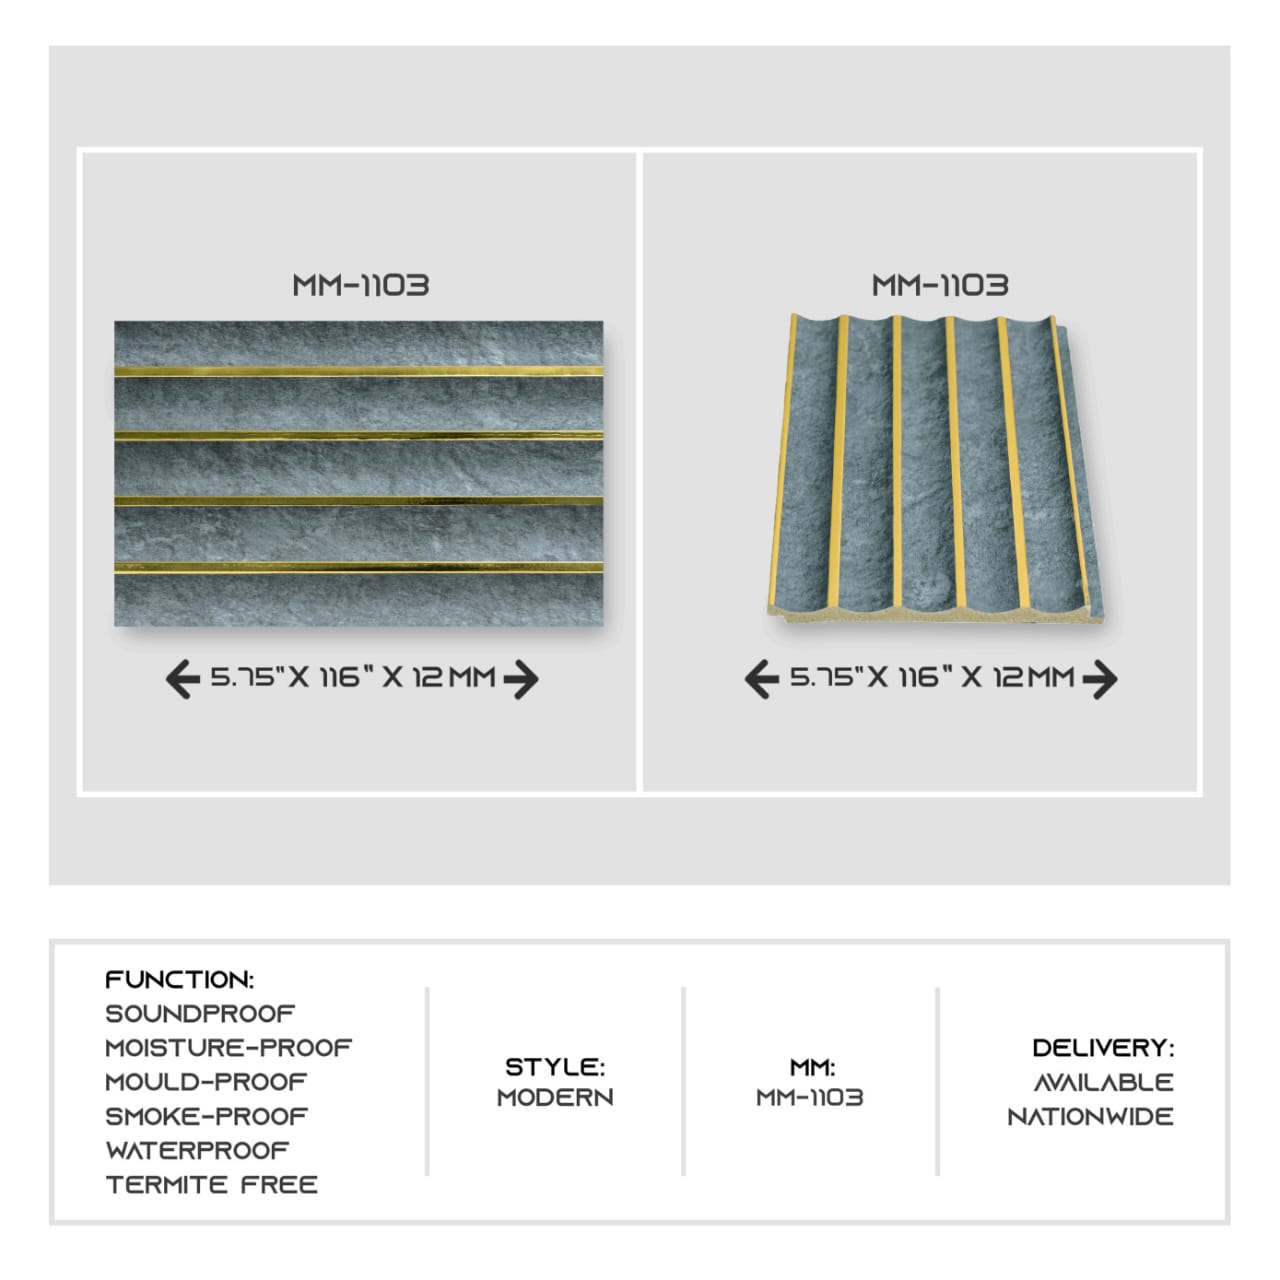 MM-1103
5.75"X 116" X 12MM
MM-1103
5.75"X 116" X 12MM
FUNCTION:
SOUNDPROOF
MOISTURE-PROOF
MOULD-PROOF
SMOKE-PROOF
WATERPROOF
TERMITE FREE
STYLE:
MODERN
MM:
MM-1103
DELIVERY:
AVAILABLE
NATIONWIDE